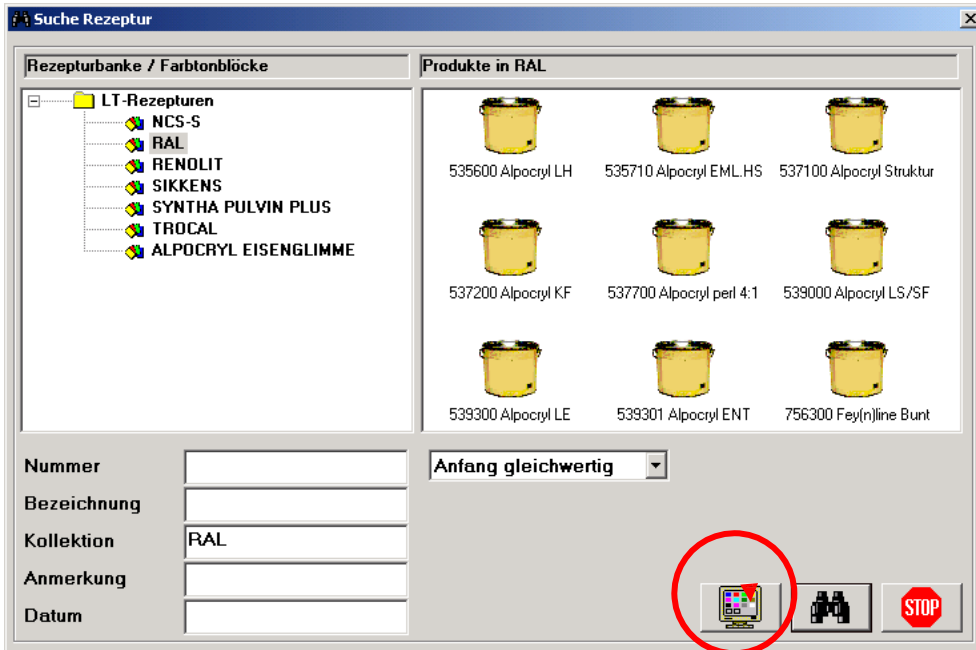 Suche Rezeptur
Rezepturbanke / Farbtonblöcke
Produkte in RAL
LT-Rezepturen
NCS-S
RAL
RENOLIT
SIKKENS
SYNTHA PULVIN PLUS
TROCAL
ALPOCRYL EISENGLIMME
535600 Alpocryl LH
535710 Alpocryl EML.HS
537100 Alpocryl Struktur
537200 Alpocryl KF
537700 Alpocryl perl 4:1
539000 Alpocryl LS/SF
539300 Alpocryl LE
539301 Alpocryl ENT
756300 Fey(n)line Bunt
Nummer
Anfang gleichwertig
Bezeichnung
Kollektion RAL
Anmerkung
Datum
STOP